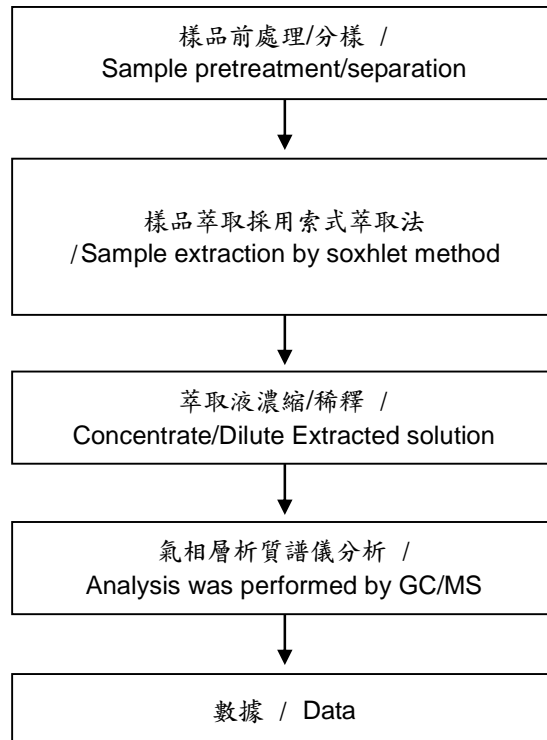 樣品前處理/分樣 /
Sample pretreatment/separation
樣品萃取採用索式萃取法
/Sample extraction by soxhlet method
萃取液濃縮/稀釋 /
Concentrate/Dilute Extracted solution
氣相層析質譜儀分析 /
Analysis was performed by GC/MS
數據 / Data